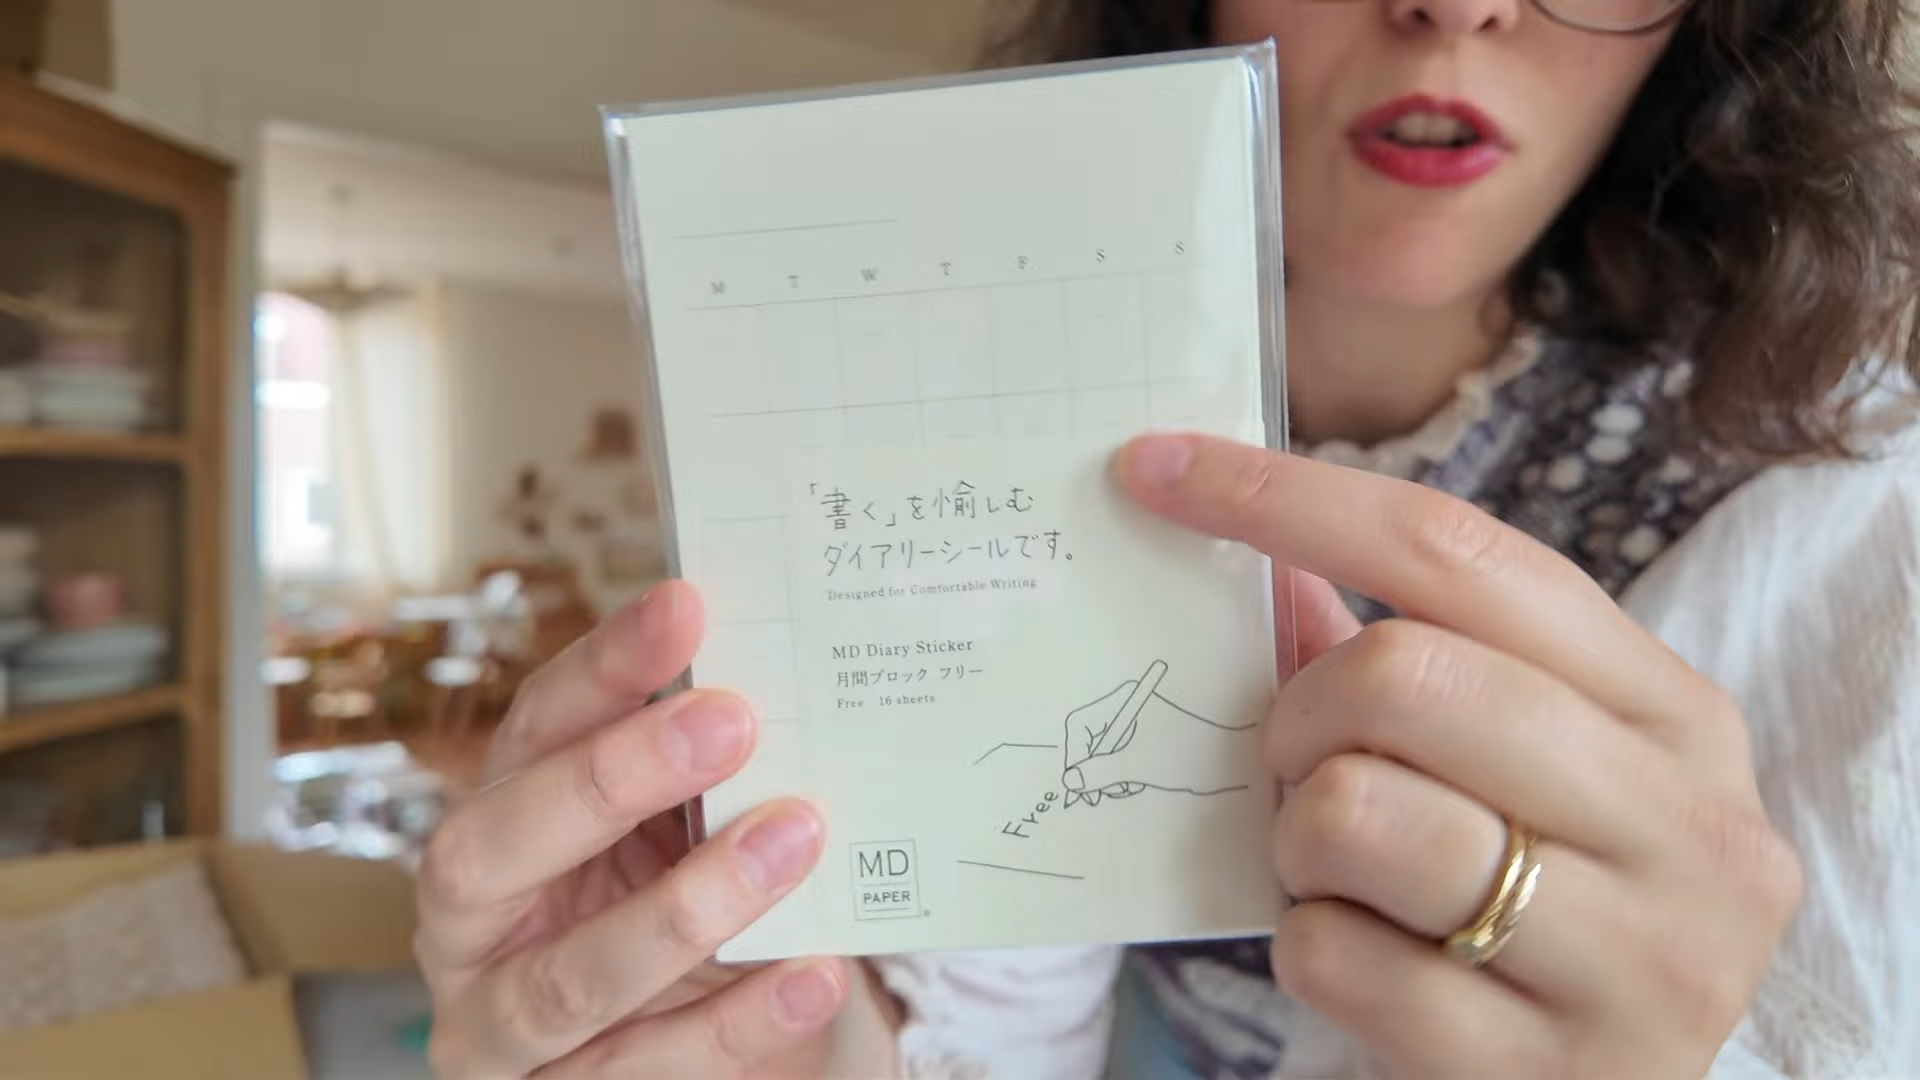 M T W T F S S
「書く」を愉しむ
ダイアリーシールです。
Designed for Comfortable Writing
MD Diary Sticker
月間ブロック フリー
Free 16 sheets
Free
MD
PAPER